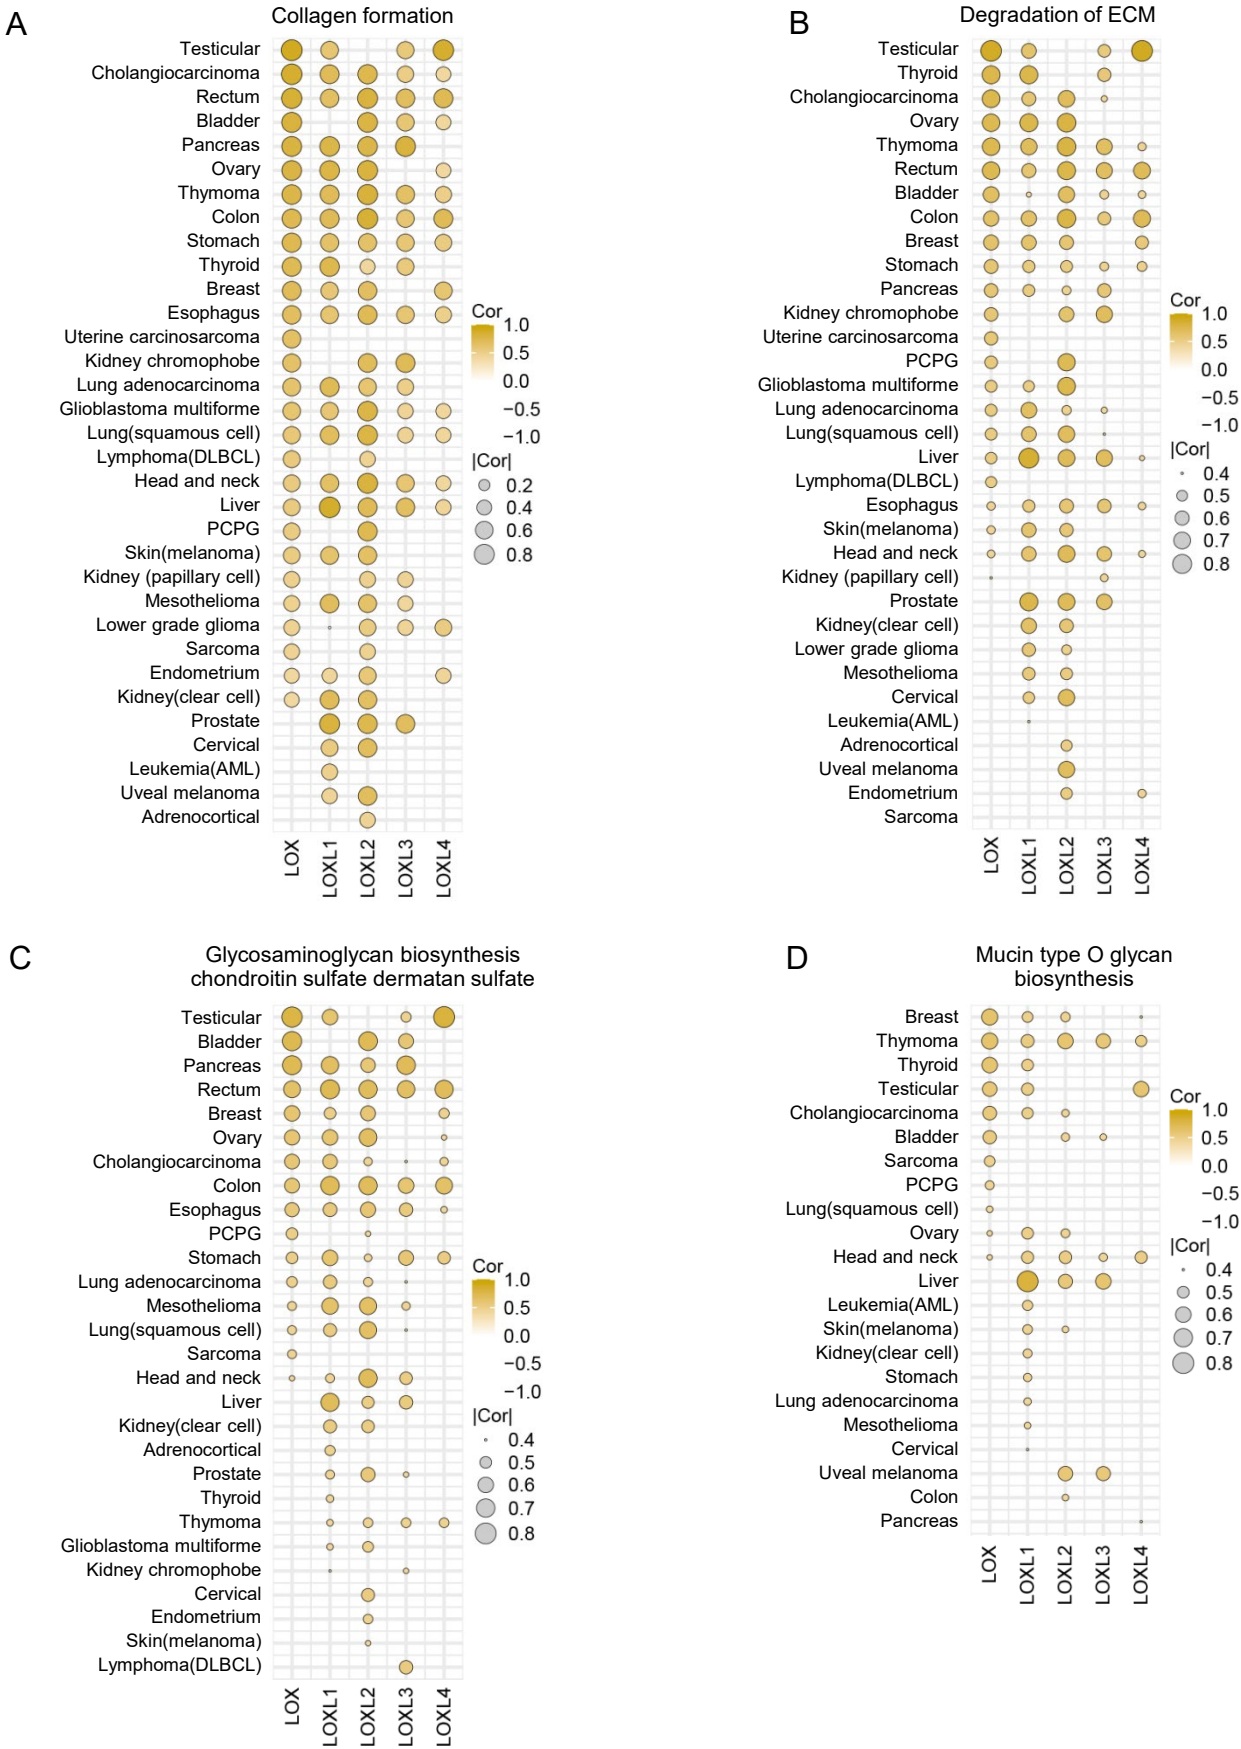 A
Collagen formation
Testicular
Cholangiocarcinoma
Rectum
Bladder
Pancreas
Ovary
Thymoma
Colon
Stomach
Thyroid
Breast
Esophagus
Uterine carcinosarcoma
Kidney chromophobe
Lung adenocarcinoma
Glioblastoma multiforme
Lung(squamous cell)
Lymphoma(DLBCL)
Head and neck
Liver
PCPG
Skin(melanoma)
Kidney (papillary cell)
Mesothelioma
Lower grade glioma
Sarcoma
Endometrium
Kidney(clear cell)
Prostate
Cervical
Leukemia(AML)
Uveal melanoma
Adrenocortical
LOX
LOXL1
LOXL2
LOXL3
LOXL4
Cor
1.0
0.5
0.0
−0.5
−1.0
|Cor|
0.2
0.4
0.6
0.8
B
Degradation of ECM
Testicular
Thyroid
Cholangiocarcinoma
Ovary
Thymoma
Rectum
Bladder
Colon
Breast
Stomach
Pancreas
Kidney chromophobe
Uterine carcinosarcoma
PCPG
Glioblastoma multiforme
Lung adenocarcinoma
Lung(squamous cell)
Liver
Lymphoma(DLBCL)
Esophagus
Skin(melanoma)
Head and neck
Kidney (papillary cell)
Prostate
Kidney(clear cell)
Lower grade glioma
Mesothelioma
Cervical
Leukemia(AML)
Adrenocortical
Uveal melanoma
Endometrium
Sarcoma
LOX
LOXL1
LOXL2
LOXL3
LOXL4
Cor
1.0
0.5
0.0
−0.5
−1.0
|Cor|
0.4
0.5
0.6
0.7
0.8
C
Glycosaminoglycan biosynthesis
chondroitin sulfate dermatan sulfate
Testicular
Bladder
Pancreas
Rectum
Breast
Ovary
Cholangiocarcinoma
Colon
Esophagus
PCPG
Stomach
Lung adenocarcinoma
Mesothelioma
Lung(squamous cell)
Sarcoma
Head and neck
Liver
Kidney(clear cell)
Adrenocortical
Prostate
Thyroid
Thymoma
Glioblastoma multiforme
Kidney chromophobe
Cervical
Endometrium
Skin(melanoma)
Lymphoma(DLBCL)
LOX
LOXL1
LOXL2
LOXL3
LOXL4
Cor
1.0
0.5
0.0
−0.5
−1.0
|Cor|
0.4
0.5
0.6
0.7
0.8
D
Mucin type O glycan
biosynthesis
Breast
Thymoma
Thyroid
Testicular
Cholangiocarcinoma
Bladder
Sarcoma
PCPG
Lung(squamous cell)
Ovary
Head and neck
Liver
Leukemia(AML)
Skin(melanoma)
Kidney(clear cell)
Stomach
Lung adenocarcinoma
Mesothelioma
Cervical
Uveal melanoma
Colon
Pancreas
LOX
LOXL1
LOXL2
LOXL3
LOXL4
Cor
1.0
0.5
0.0
−0.5
−1.0
|Cor|
0.4
0.5
0.6
0.7
0.8